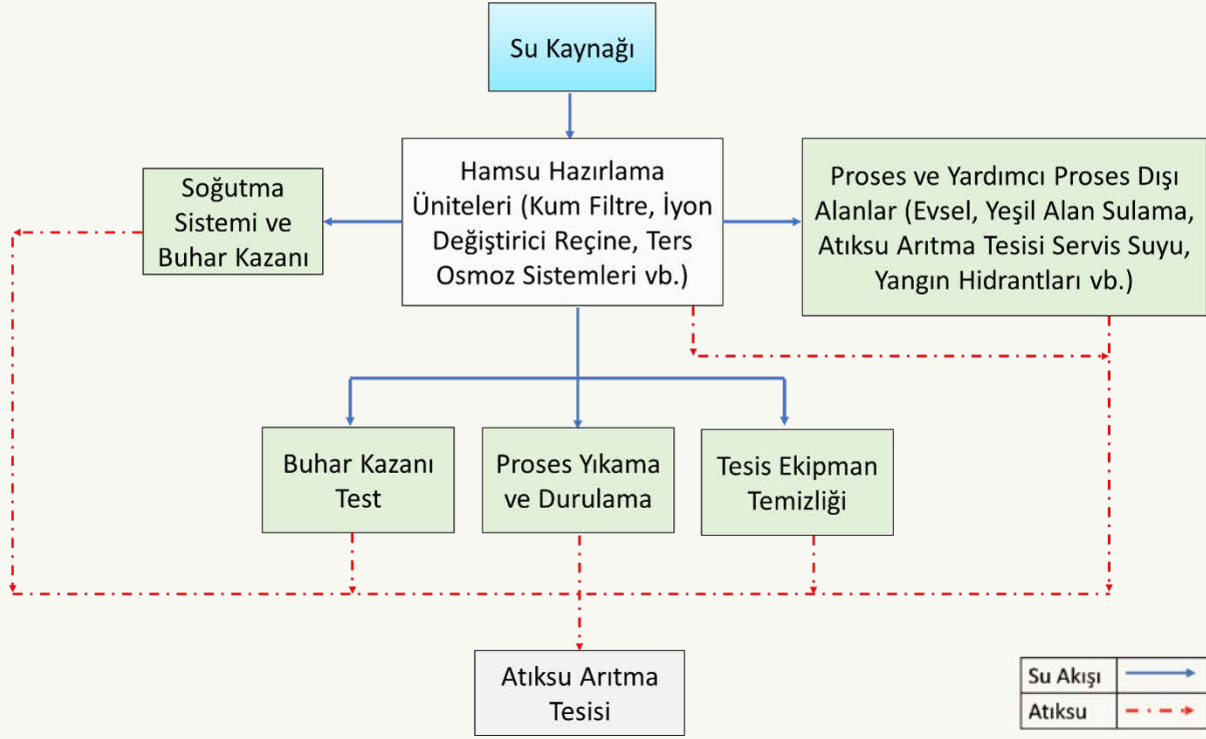 Su Kaynağı
Soğutma
Sistemi ve
Buhar Kazanı
Hamsu Hazırlama
Üniteleri (Kum Filtre, İyon
Değiştirici Reçine, Ters
Osmoz Sistemleri vb.)
Proses ve Yardımcı Proses Dışı
Alanlar (Evsel, Yeşil Alan Sulama,
Atıksu Arıtma Tesisi Servis Suyu,
Yangın Hidrantları vb.)
Buhar Kazanı
Test
Proses Yıkama
ve Durulama
Tesis Ekipman
Temizliği
Atıksu Arıtma
Tesisi
Su Akışı
Atıksu